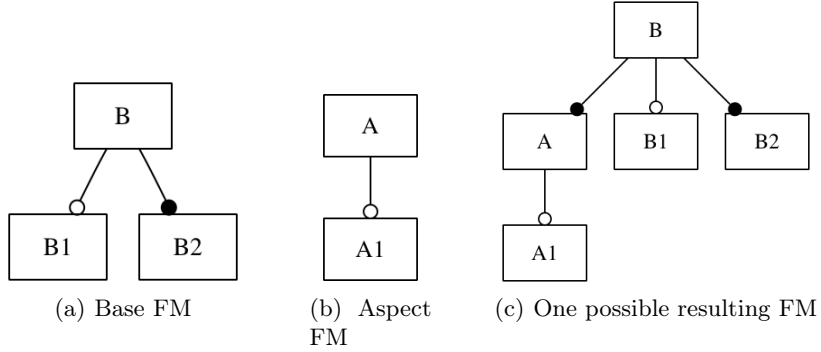 B
B1
B2
(a) Base FM
A
A1
(b) Aspect
FM
B
A
B1
B2
A1
(c) One possible resulting FM